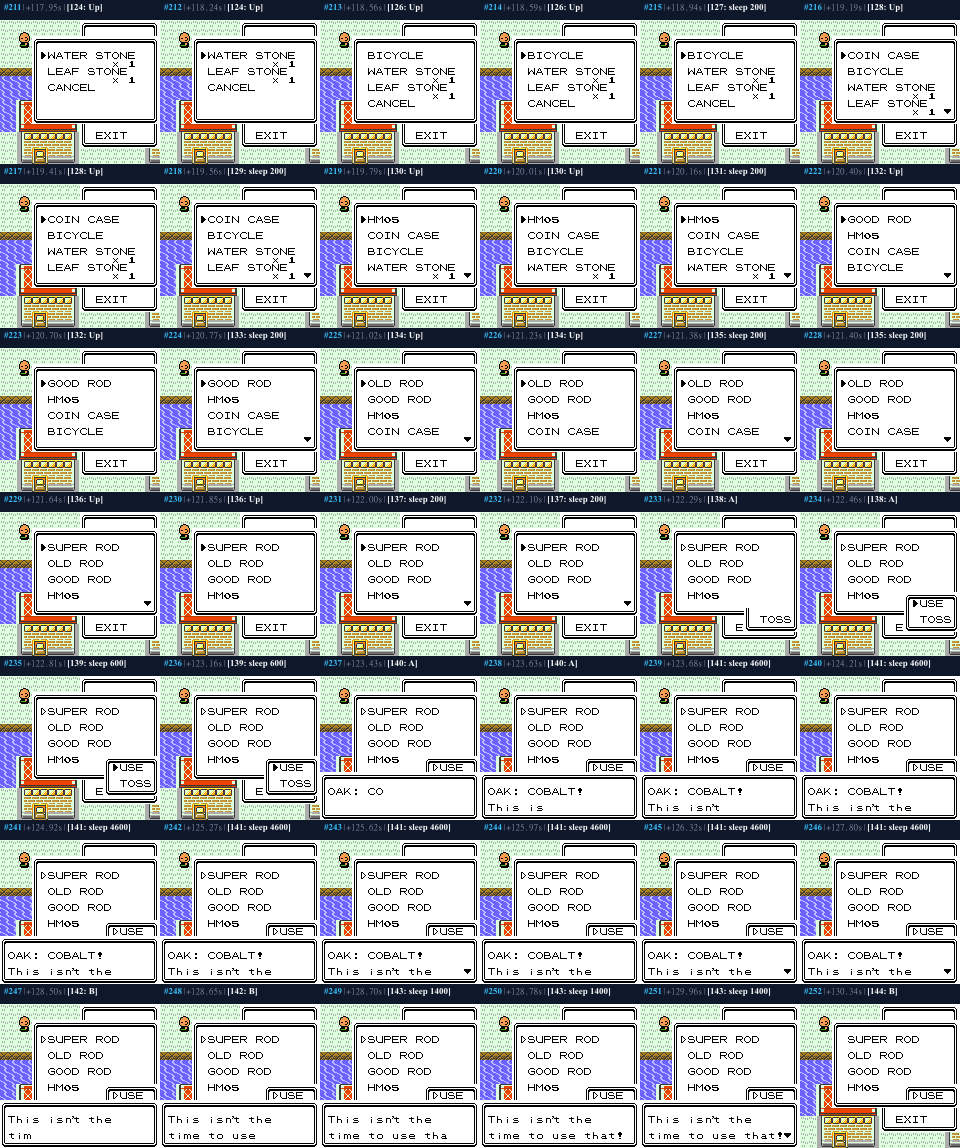 #211 +117.95s [124: Up]
WATER STONE
x 1
LEAF STONE
x 1
CANCEL
EXIT
#212 +118.24s [124: Up]
WATER STONE
x 1
LEAF STONE
x 1
CANCEL
EXIT
#213 +118.56s [126: Up]
BICYCLE
WATER STONE
x 1
LEAF STONE
x 1
CANCEL
EXIT
#214 +118.59s [126: Up]
BICYCLE
WATER STONE
x 1
LEAF STONE
x 1
CANCEL
EXIT
#215 +118.94s [127: sleep 200]
BICYCLE
WATER STONE
x 1
LEAF STONE
x 1
CANCEL
EXIT
#216 +119.19s [128: Up]
COIN CASE
BICYCLE
WATER STONE
x 1
LEAF STONE
x 1
EXIT
#217 +119.41s [128: Up]
COIN CASE
BICYCLE
WATER STONE
x 1
LEAF STONE
x 1
EXIT
#218 +119.56s [129: sleep 200]
COIN CASE
BICYCLE
WATER STONE
x 1
LEAF STONE
x 1
EXIT
#219 +119.79s [130: Up]
HM05
COIN CASE
BICYCLE
WATER STONE
x 1
EXIT
#220 +120.01s [130: Up]
HM05
COIN CASE
BICYCLE
WATER STONE
x 1
EXIT
#221 +120.16s [131: sleep 200]
HM05
COIN CASE
BICYCLE
WATER STONE
x 1
EXIT
#222 +120.40s [132: Up]
GOOD ROD
HM05
COIN CASE
BICYCLE
EXIT
#223 +120.70s [132: Up]
GOOD ROD
HM05
COIN CASE
BICYCLE
EXIT
#224 +120.77s [133: sleep 200]
GOOD ROD
HM05
COIN CASE
BICYCLE
EXIT
#225 +121.02s [134: Up]
OLD ROD
GOOD ROD
HM05
COIN CASE
EXIT
#226 +121.23s [134: Up]
OLD ROD
GOOD ROD
HM05
COIN CASE
EXIT
#227 +121.38s [135: sleep 200]
OLD ROD
GOOD ROD
HM05
COIN CASE
EXIT
#228 +121.40s [135: sleep 200]
OLD ROD
GOOD ROD
HM05
COIN CASE
EXIT
#229 +121.64s [136: Up]
SUPER ROD
OLD ROD
GOOD ROD
HM05
EXIT
#230 +121.85s [136: Up]
SUPER ROD
OLD ROD
GOOD ROD
HM05
EXIT
#231 +122.00s [137: sleep 200]
SUPER ROD
OLD ROD
GOOD ROD
HM05
EXIT
#232 +122.10s [137: sleep 200]
SUPER ROD
OLD ROD
GOOD ROD
HM05
EXIT
#233 +122.29s [138: A]
SUPER ROD
OLD ROD
GOOD ROD
HM05
TOSS
E
#234 +122.46s [138: A]
SUPER ROD
OLD ROD
GOOD ROD
HM05
USE
TOSS
E
#235 +122.81s [139: sleep 600]
SUPER ROD
OLD ROD
GOOD ROD
HM05
USE
TOSS
E
#236 +123.16s [139: sleep 600]
SUPER ROD
OLD ROD
GOOD ROD
HM05
USE
TOSS
E
#237 +123.43s [140: A]
SUPER ROD
OLD ROD
GOOD ROD
HM05
USE
OAK: CO
#238 +123.63s [140: A]
SUPER ROD
OLD ROD
GOOD ROD
HM05
USE
OAK: COBALT!
This is
#239 +123.68s [141: sleep 4600]
SUPER ROD
OLD ROD
GOOD ROD
HM05
USE
OAK: COBALT!
This isn't
#240 +124.21s [141: sleep 4600]
SUPER ROD
OLD ROD
GOOD ROD
HM05
USE
OAK: COBALT!
This isn't the
#241 +124.92s [141: sleep 4600]
SUPER ROD
OLD ROD
GOOD ROD
HM05
USE
OAK: COBALT!
This isn't the
#242 +125.27s [141: sleep 4600]
SUPER ROD
OLD ROD
GOOD ROD
HM05
USE
OAK: COBALT!
This isn't the
#243 +125.62s [141: sleep 4600]
SUPER ROD
OLD ROD
GOOD ROD
HM05
USE
OAK: COBALT!
This isn't the
#244 +125.97s [141: sleep 4600]
SUPER ROD
OLD ROD
GOOD ROD
HM05
USE
OAK: COBALT!
This isn't the
#245 +126.32s [141: sleep 4600]
SUPER ROD
OLD ROD
GOOD ROD
HM05
USE
OAK: COBALT!
This isn't the
#246 +127.80s [141: sleep 4600]
SUPER ROD
OLD ROD
GOOD ROD
HM05
USE
OAK: COBALT!
This isn't the
#247 +128.50s [142: B]
SUPER ROD
OLD ROD
GOOD ROD
HM05
USE
This isn't the
tim
#248 +128.65s [142: B]
SUPER ROD
OLD ROD
GOOD ROD
HM05
USE
This isn't the
time to use
#249 +128.70s [143: sleep 1400]
SUPER ROD
OLD ROD
GOOD ROD
HM05
USE
This isn't the
time to use tha
#250 +128.78s [143: sleep 1400]
SUPER ROD
OLD ROD
GOOD ROD
HM05
USE
This isn't the
time to use that!
#251 +129.96s [143: sleep 1400]
SUPER ROD
OLD ROD
GOOD ROD
HM05
USE
This isn't the
time to use that!
#252 +130.34s [144: B]
SUPER ROD
OLD ROD
GOOD ROD
HM05
USE
EXIT